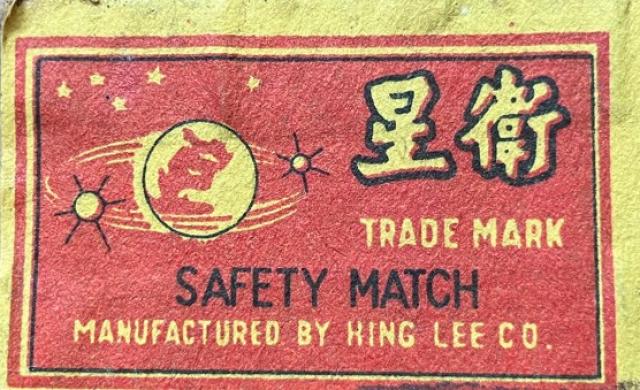 衛星
TRADE MARK
SAFETY MATCH
MANUFACTURED BY HING LEE CO.